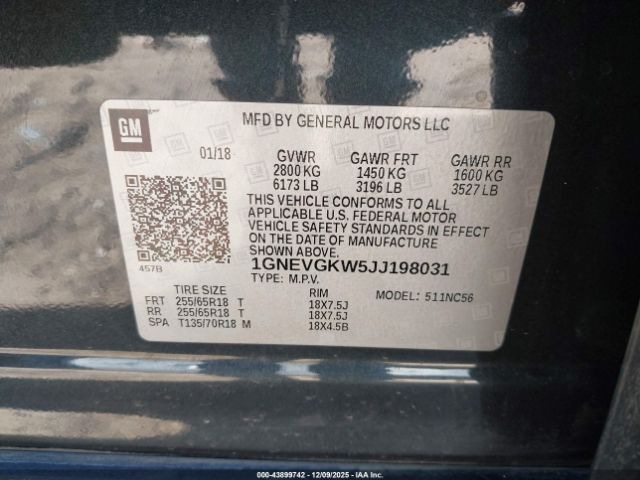 GM
MFD BY GENERAL MOTORS LLC
01/18
GVWR GAWR FRT GAWR RR
2800 KG 1450 KG 1600 KG
6173 LB 3196 LB 3527 LB
THIS VEHICLE CONFORMS TO ALL
APPLICABLE U.S. FEDERAL MOTOR
VEHICLE SAFETY STANDARDS IN EFFECT
ON THE DATE OF MANUFACTURE
SHOWN ABOVE.
457B
1GNEVGKW5JJ198031
TYPE: M.P.V.
TIRE SIZE RIM MODEL: 511NC56
FRT 255/65R18 T 18X7.5J
RR 255/65R18 T 18X7.5J
SPA T135/70R18 M 18X4.5B
ID: 43899742 / 12/09/2025 / IAAI.COM